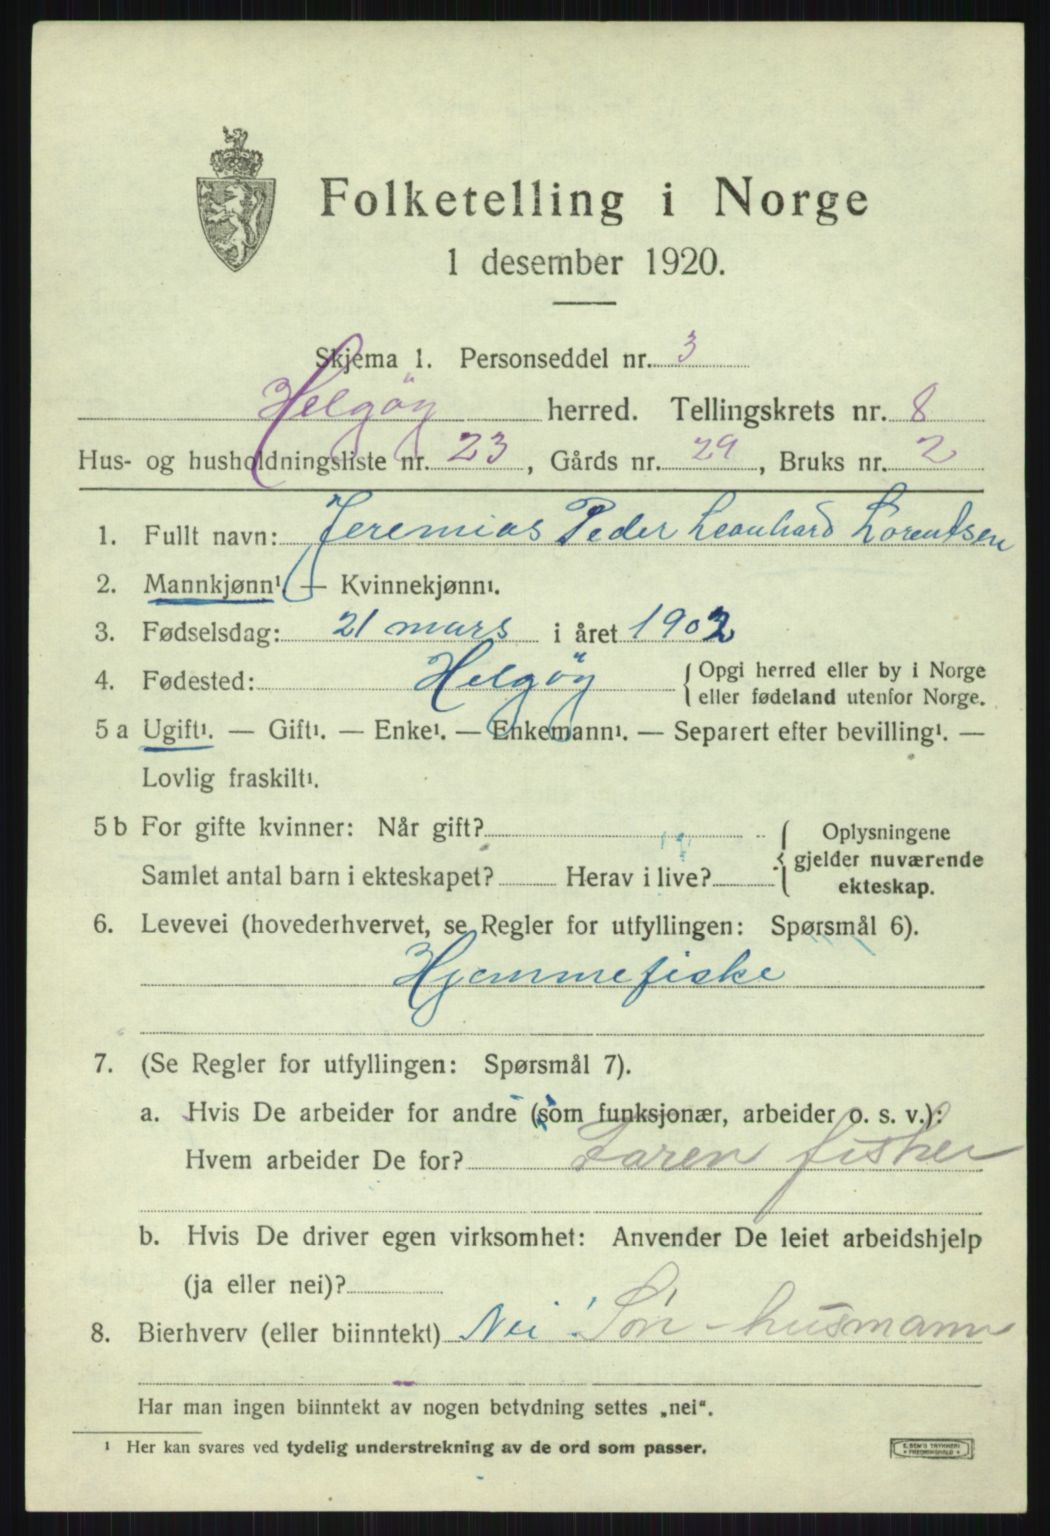 Folketelling i Norge
1 desember 1920.
Skjema 1. Personseddel nr. 3
Helgøy herred. Tellingskrets nr. 8
Hus- og husholdningsliste nr. 23, Gårds nr. 29, Bruks nr. 2
1. Fullt navn: Jeremias Peder Leonhard Lorentsen
2. Mannkjønn¹. — Kvinnekjønn¹.
3. Fødselsdag: 21 mars i året 1902
4. Fødested: Helgøy { Opgi herred eller by i Norge
eller fødeland utenfor Norge.
5 a Ugift¹. — Gift¹. — Enke¹. — Enkemann¹. — Separert efter bevilling¹. —
Lovlig fraskilt¹.
5 b For gifte kvinner: Når gift? { Oplysningene
gjelder nuværende
Samlet antal barn i ekteskapet? Herav i live?
ekteskap.
6. Levevei (hovederhvervet, se Regler for utfyllingen: Spørsmål 6).
Hjemmefiske
7. (Se Regler for utfyllingen: Spørsmål 7).
a. Hvis De arbeider for andre (som funksjonær, arbeider o. s. v.):
Hvem arbeider De for? Faren fisker
b. Hvis De driver egen virksomhet: Anvender De leiet arbeidshjelp
(ja eller nei)?
8. Bierhverv (eller biinntekt) Nei! Søn - husmann
Har man ingen biinntekt av nogen betydning settes „nei“.
¹ Her kan svares ved tydelig understrekning av de ord som passer.